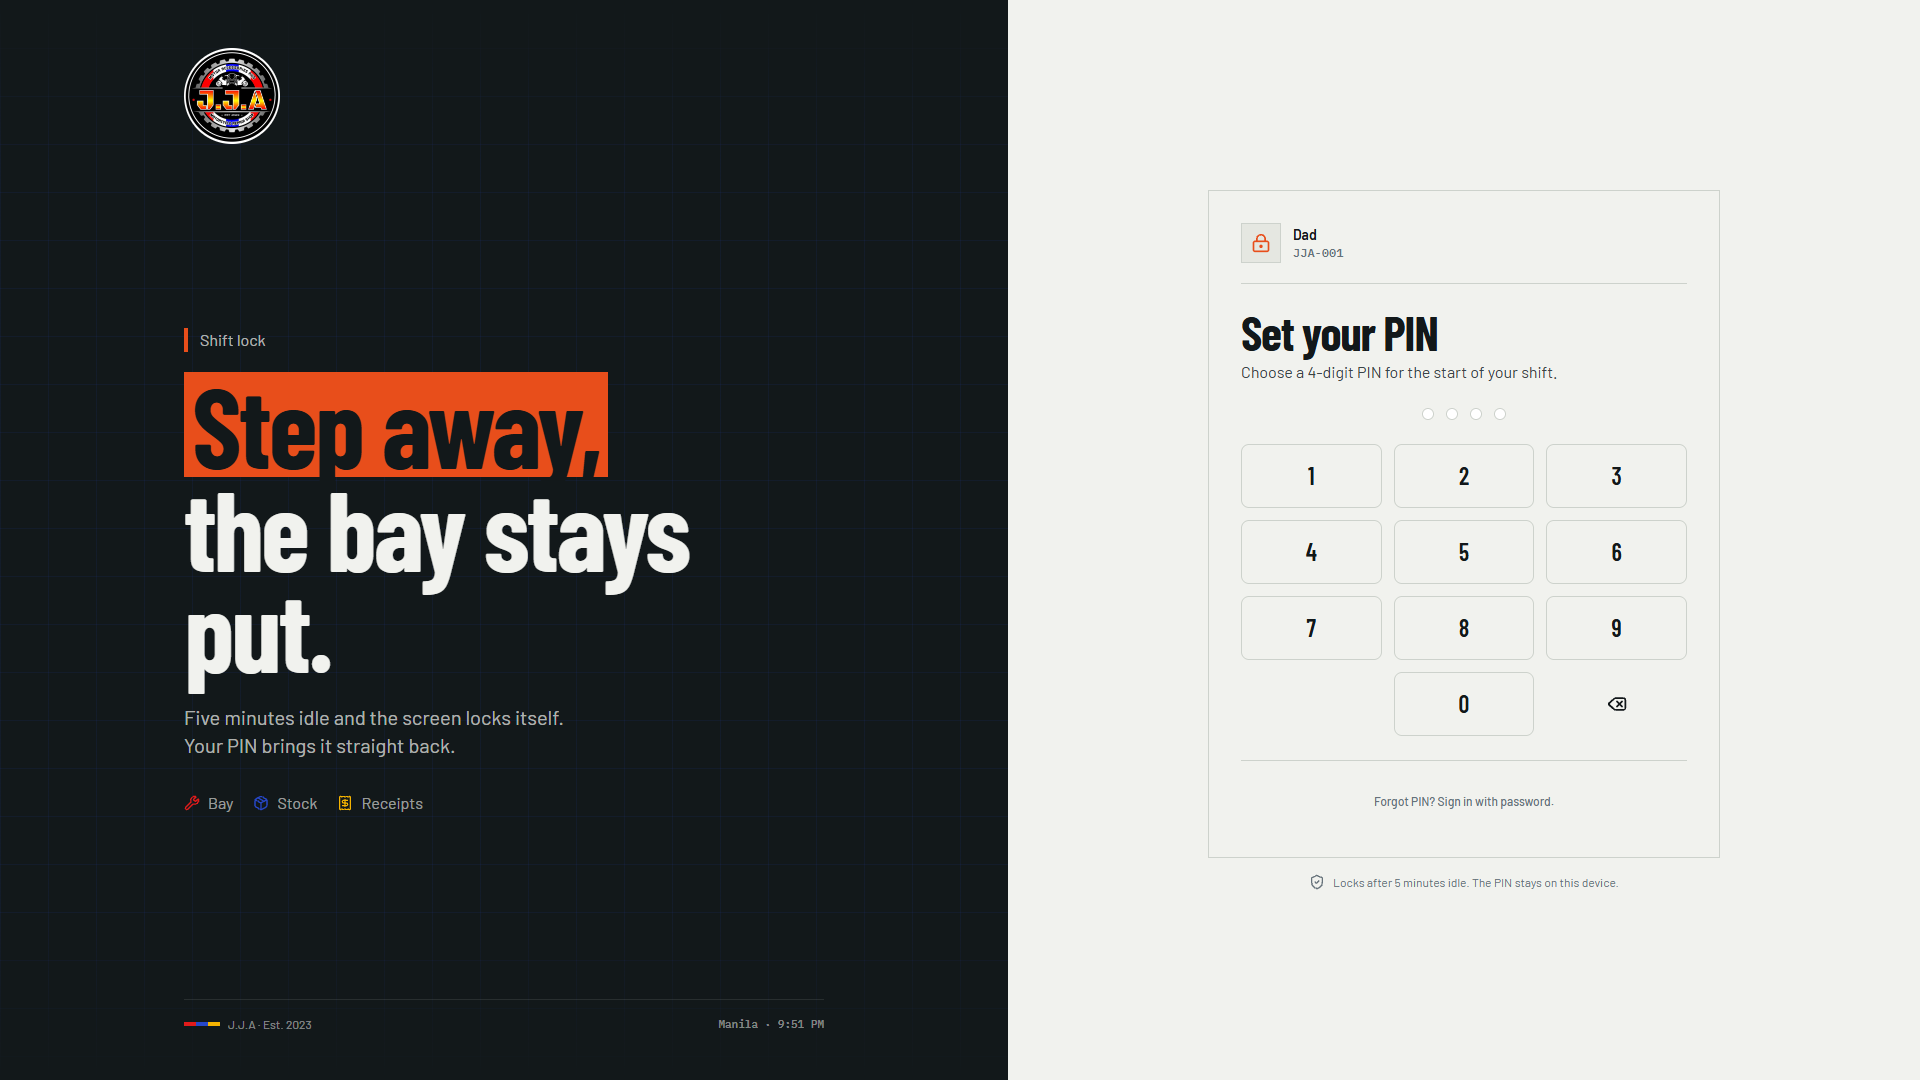 J.J.A
Shift lock
Step away,
the bay stays
put.
Five minutes idle and the screen locks itself.
Your PIN brings it straight back.
Bay Stock Receipts
J.J.A · Est. 2023
Manila · 9:51 PM
Dad
JJA-001
Set your PIN
Choose a 4-digit PIN for the start of your shift.
1 2 3
4 5 6
7 8 9
0
Forgot PIN? Sign in with password.
Locks after 5 minutes idle. The PIN stays on this device.